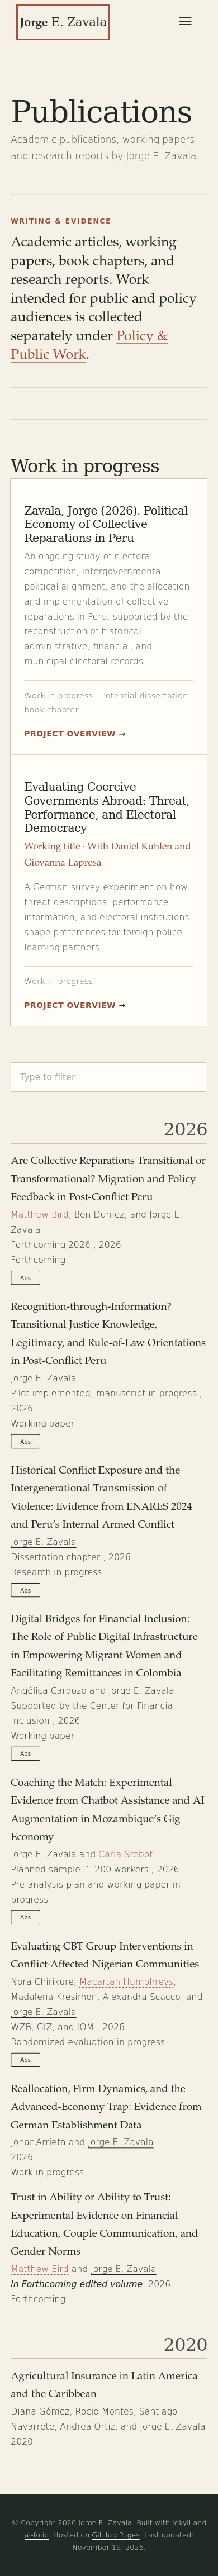 Jorge E. Zavala
Publications
Academic publications, working papers,
and research reports by Jorge E. Zavala.
WRITING & EVIDENCE
Academic articles, working
papers, book chapters, and
research reports. Work
intended for public and policy
audiences is collected
separately under Policy &
Public Work.
Work in progress
Zavala, Jorge (2026). Political
Economy of Collective
Reparations in Peru
An ongoing study of electoral
competition, intergovernmental
political alignment, and the allocation
and implementation of collective
reparations in Peru, supported by the
reconstruction of historical
administrative, financial, and
municipal electoral records.
Work in progress · Potential dissertation
book chapter
PROJECT OVERVIEW →
Evaluating Coercive
Governments Abroad: Threat,
Performance, and Electoral
Democracy
Working title · With Daniel Kuhlen and
Giovanna Lapresa
A German survey experiment on how
threat descriptions, performance
information, and electoral institutions
shape preferences for foreign police-
learning partners.
Work in progress
PROJECT OVERVIEW →
Type to filter
2026
Are Collective Reparations Transitional or
Transformational? Migration and Policy
Feedback in Post-Conflict Peru
Matthew Bird, Ben Dumez, and Jorge E.
Zavala
Forthcoming 2026 , 2026
Forthcoming
Abs
Recognition-through-Information?
Transitional Justice Knowledge,
Legitimacy, and Rule-of-Law Orientations
in Post-Conflict Peru
Jorge E. Zavala
Pilot implemented; manuscript in progress ,
2026
Working paper
Abs
Historical Conflict Exposure and the
Intergenerational Transmission of
Violence: Evidence from ENARES 2024
and Peru’s Internal Armed Conflict
Jorge E. Zavala
Dissertation chapter , 2026
Research in progress
Abs
Digital Bridges for Financial Inclusion:
The Role of Public Digital Infrastructure
in Empowering Migrant Women and
Facilitating Remittances in Colombia
Angélica Cardozo and Jorge E. Zavala
Supported by the Center for Financial
Inclusion , 2026
Working paper
Abs
Coaching the Match: Experimental
Evidence from Chatbot Assistance and AI
Augmentation in Mozambique’s Gig
Economy
Jorge E. Zavala and Carla Srebot
Planned sample: 1,200 workers , 2026
Pre-analysis plan and working paper in
progress
Abs
Evaluating CBT Group Interventions in
Conflict-Affected Nigerian Communities
Nora Chirikure, Macartan Humphreys,
Madalena Kresimon, Alexandra Scacco, and
Jorge E. Zavala
WZB, GIZ, and IOM , 2026
Randomized evaluation in progress
Abs
Reallocation, Firm Dynamics, and the
Advanced-Economy Trap: Evidence from
German Establishment Data
Johar Arrieta and Jorge E. Zavala
2026
Work in progress
Trust in Ability or Ability to Trust:
Experimental Evidence on Financial
Education, Couple Communication, and
Gender Norms
Matthew Bird and Jorge E. Zavala
In Forthcoming edited volume, 2026
Forthcoming
2020
Agricultural Insurance in Latin America
and the Caribbean
Diana Gómez, Rocío Montes, Santiago
Navarrete, Andrea Ortiz, and Jorge E. Zavala
2020
© Copyright 2026 Jorge E. Zavala. Built with Jekyll and
al-folio. Hosted on GitHub Pages. Last updated:
November 19, 2026.